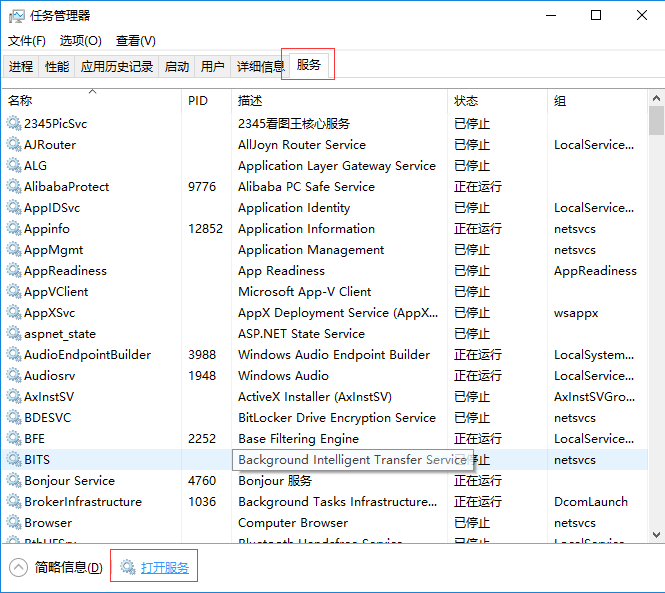 任务管理器
文件(F) 选项(O) 查看(V)
进程 性能 应用历史记录 启动 用户 详细信息 服务
名称 PID 描述 状态 组
2345PicSvc 2345看图王核心服务 已停止
AJRouter AllJoyn Router Service 已停止 LocalService...
ALG Application Layer Gateway Service 已停止
AlibabaProtect 9776 Alibaba PC Safe Service 正在运行
AppIDSvc Application Identity 已停止 LocalService...
Appinfo 12852 Application Information 正在运行 netsvcs
AppMgmt Application Management 已停止 netsvcs
AppReadiness App Readiness 已停止 AppReadiness
AppVClient Microsoft App-V Client 已停止
AppXSvc AppX Deployment Service (AppX... 已停止 wsappx
aspnet_state ASP.NET State Service 已停止
AudioEndpointBuilder 3988 Windows Audio Endpoint Builder 正在运行 LocalSystem...
Audiosrv 1948 Windows Audio 正在运行 LocalService...
AxInstSV ActiveX Installer (AxInstSV) 已停止 AxInstSVGro...
BDESVC BitLocker Drive Encryption Service 已停止 netsvcs
BFE 2252 Base Filtering Engine 正在运行 LocalService...
BITS Background Intelligent Transfer Service 停止 netsvcs
Bonjour Service 4760 Bonjour 服务 正在运行
BrokerInfrastructure 1036 Background Tasks Infrastructure... 正在运行 DcomLaunch
Browser Computer Browser 已停止 netsvcs
BthHFSrv Bluetooth Handsfree Service 已停止 LocalService...
简略信息(D) 打开服务